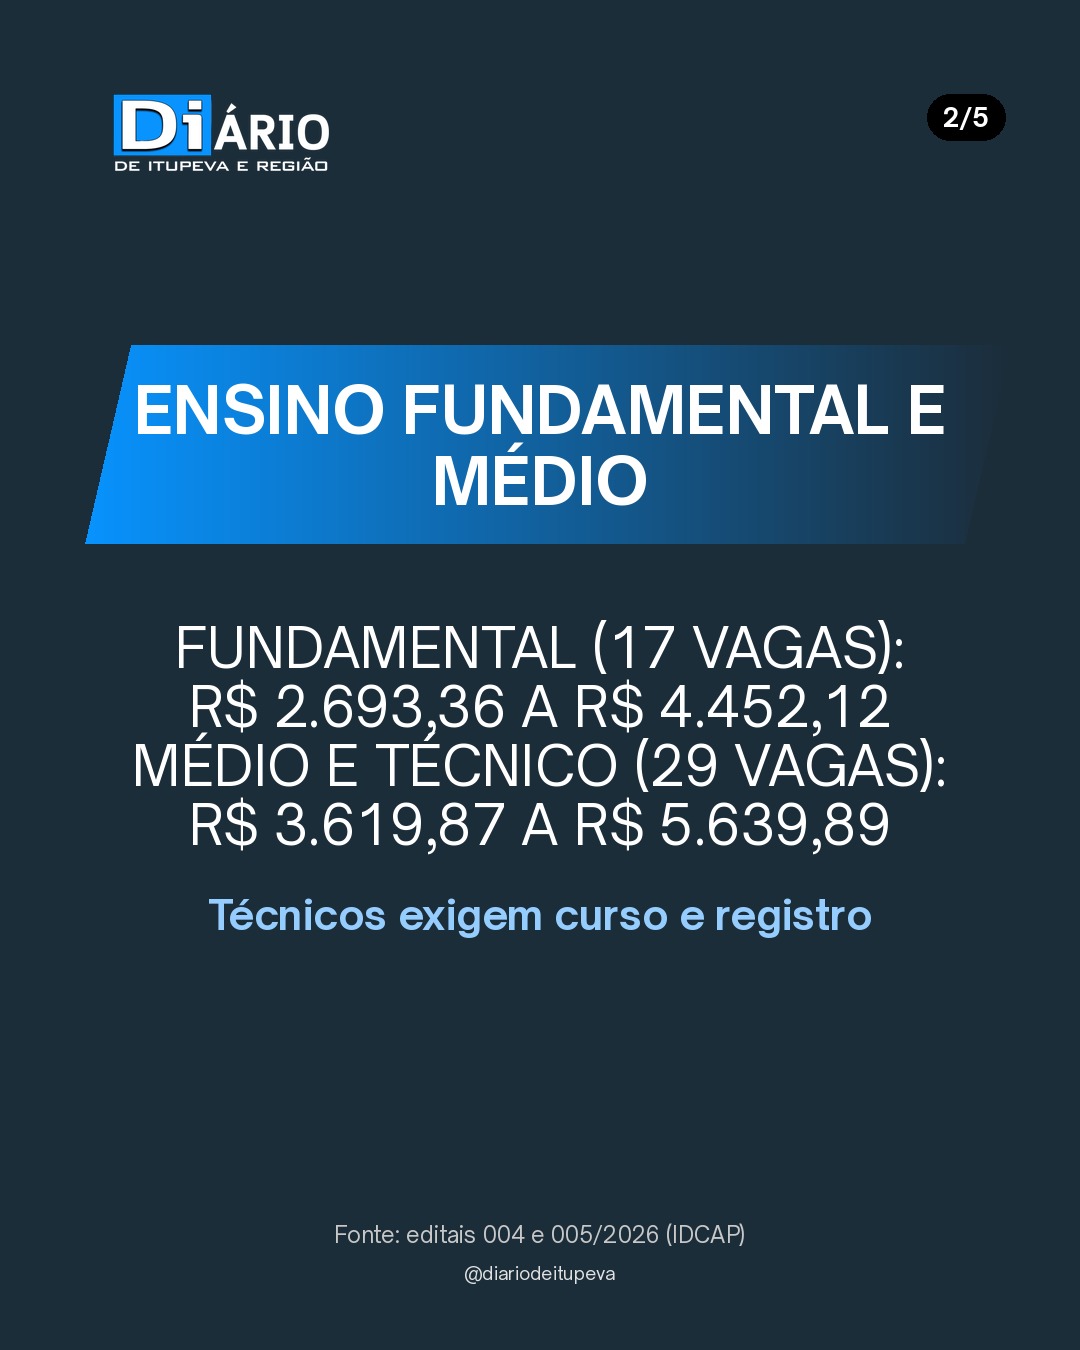 DiÁRIO
DE ITUPEVA E REGIÃO
2/5
ENSINO FUNDAMENTAL E
MÉDIO
FUNDAMENTAL (17 VAGAS):
R$ 2.693,36 A R$ 4.452,12
MÉDIO E TÉCNICO (29 VAGAS):
R$ 3.619,87 A R$ 5.639,89
Técnicos exigem curso e registro
Fonte: editais 004 e 005/2026 (IDCAP)
@diariodeitupeva